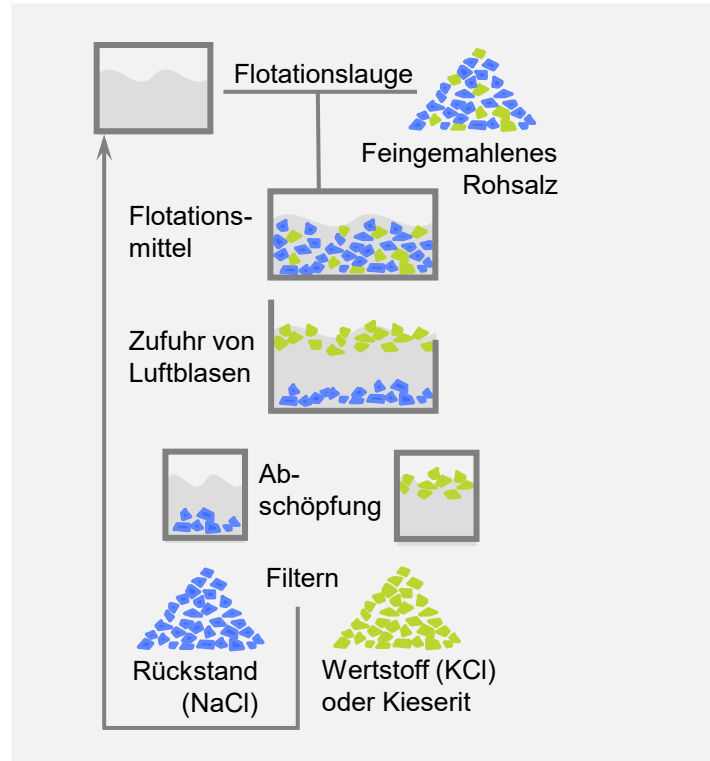 Flotationslauge
Feingemahlenes
Rohsalz
Flotations-
mittel
Zufuhr von
Luftblasen
Ab-
schöpfung
Filtern
Rückstand
(NaCl)
Wertstoff (KCl)
oder Kieserit